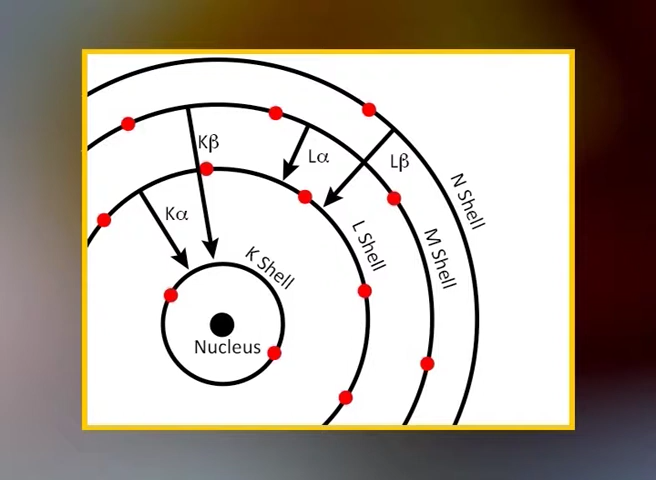 Kβ
Lα
Lβ
Kα
N Shell
L Shell
M Shell
K Shell
Nucleus